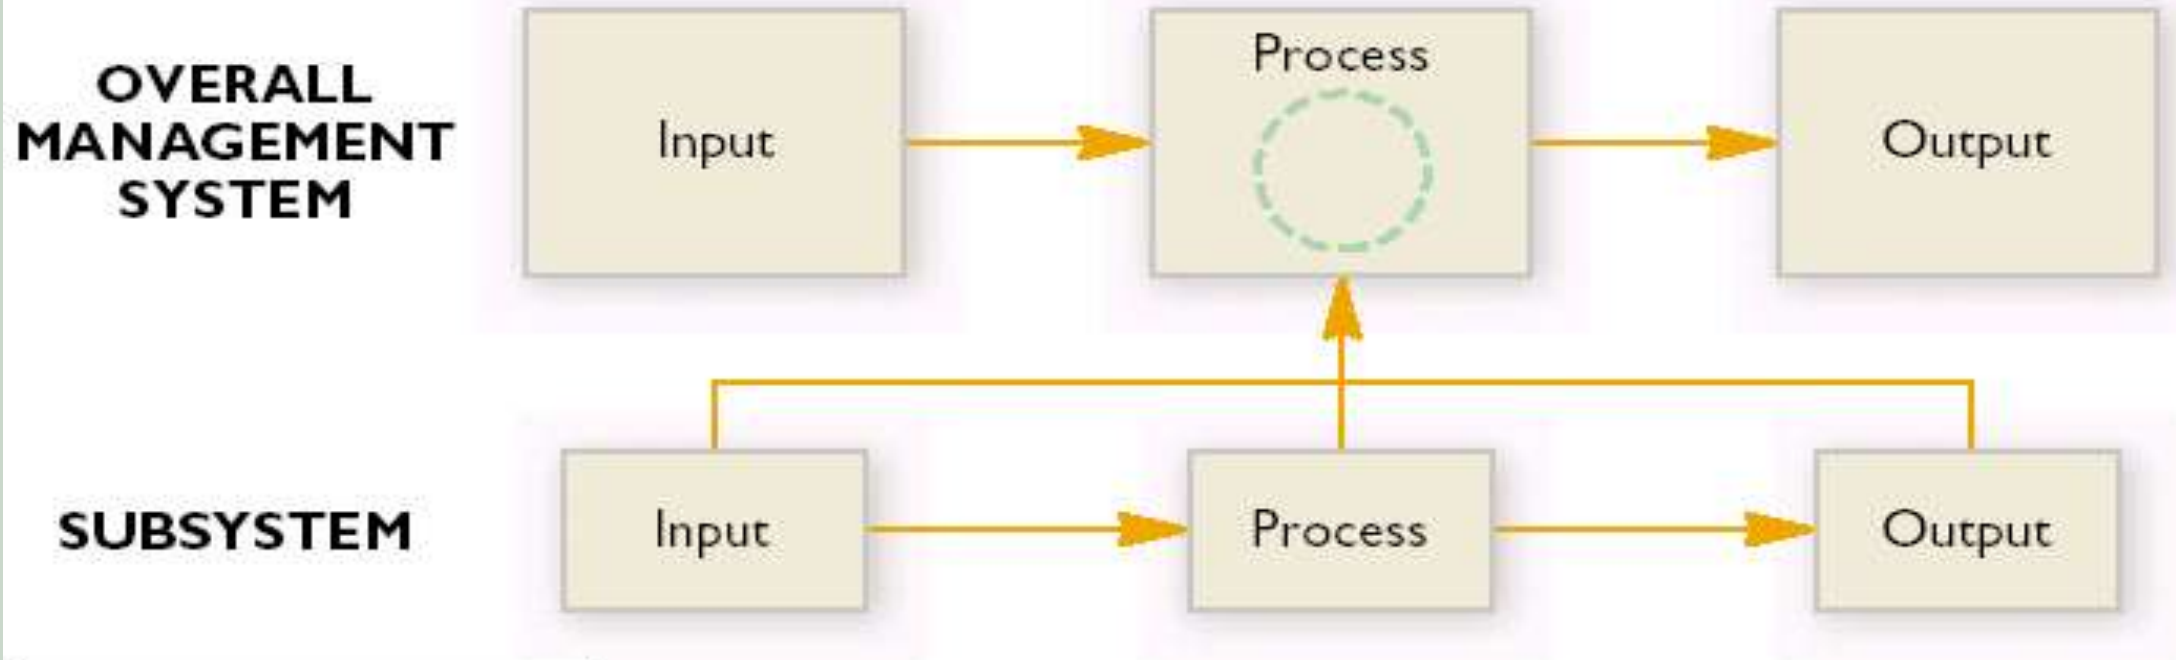 OVERALL
MANAGEMENT
SYSTEM
Input
Process
Output
SUBSYSTEM
Input
Process
Output